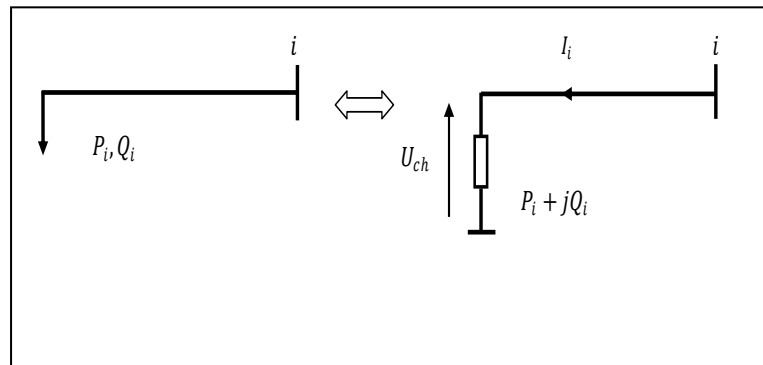 i
P_i, Q_i
I_i
i
U_ch
P_i + jQ_i